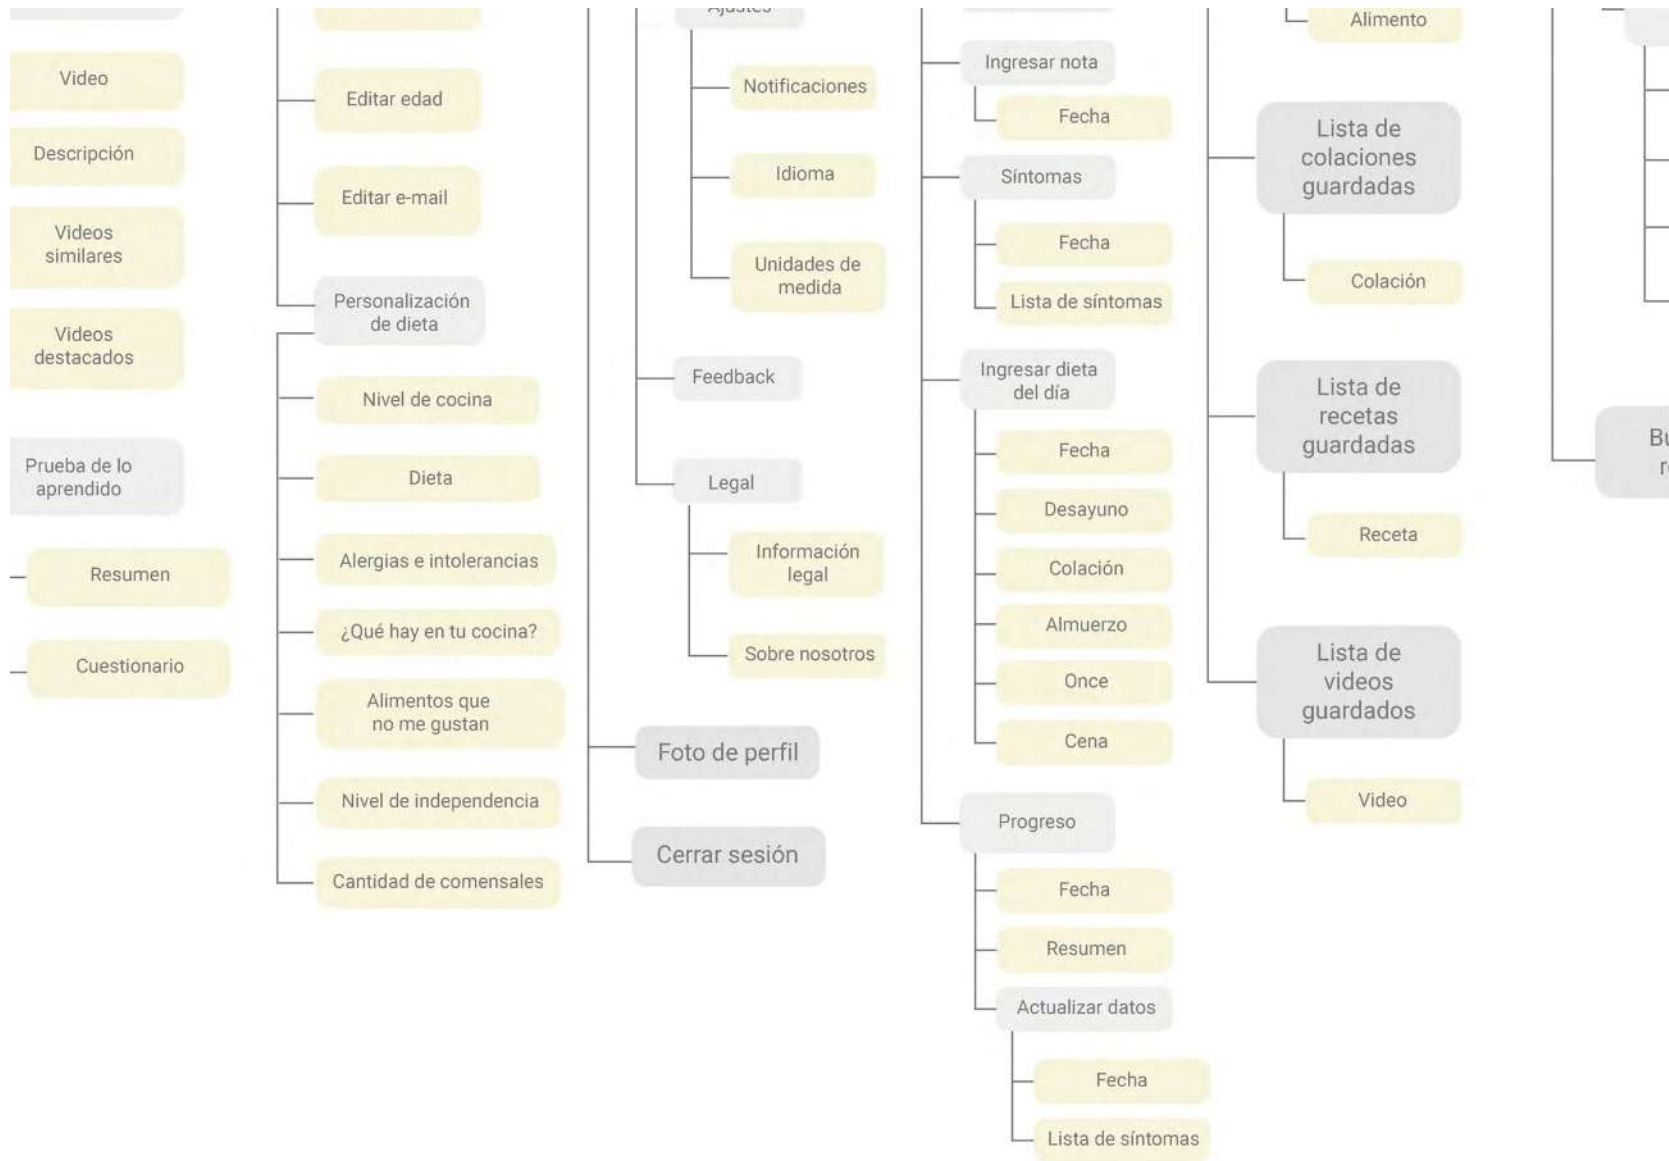 Video
Descripción
Videos
similares
Videos
destacados
Prueba de lo
aprendido
Resumen
Cuestionario
Editar edad
Editar e-mail
Personalización
de dieta
Nivel de cocina
Dieta
Alergias e intolerancias
¿Qué hay en tu cocina?
Alimentos que
no me gustan
Nivel de independencia
Cantidad de comensales
Ajustes
Notificaciones
Idioma
Unidades de
medida
Feedback
Legal
Información
legal
Sobre nosotros
Foto de perfil
Cerrar sesión
Ingresar nota
Fecha
Síntomas
Fecha
Lista de síntomas
Ingresar dieta
del día
Fecha
Desayuno
Colación
Almuerzo
Once
Cena
Progreso
Fecha
Resumen
Actualizar datos
Fecha
Lista de síntomas
Alimento
Lista de
colaciones
guardadas
Colación
Lista de
recetas
guardadas
Receta
Lista de
videos
guardados
Video